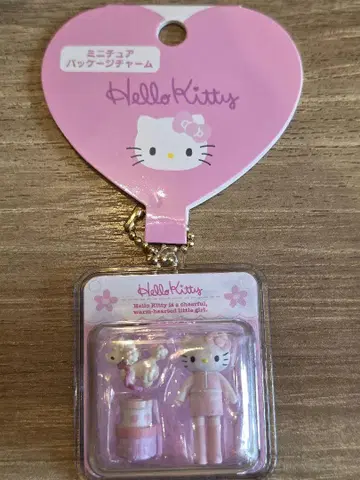 ミニチュア
パッケージチャーム
Hello Kitty
Hello Kitty
Hello Kitty is a cheerful,
warm-hearted little girl.